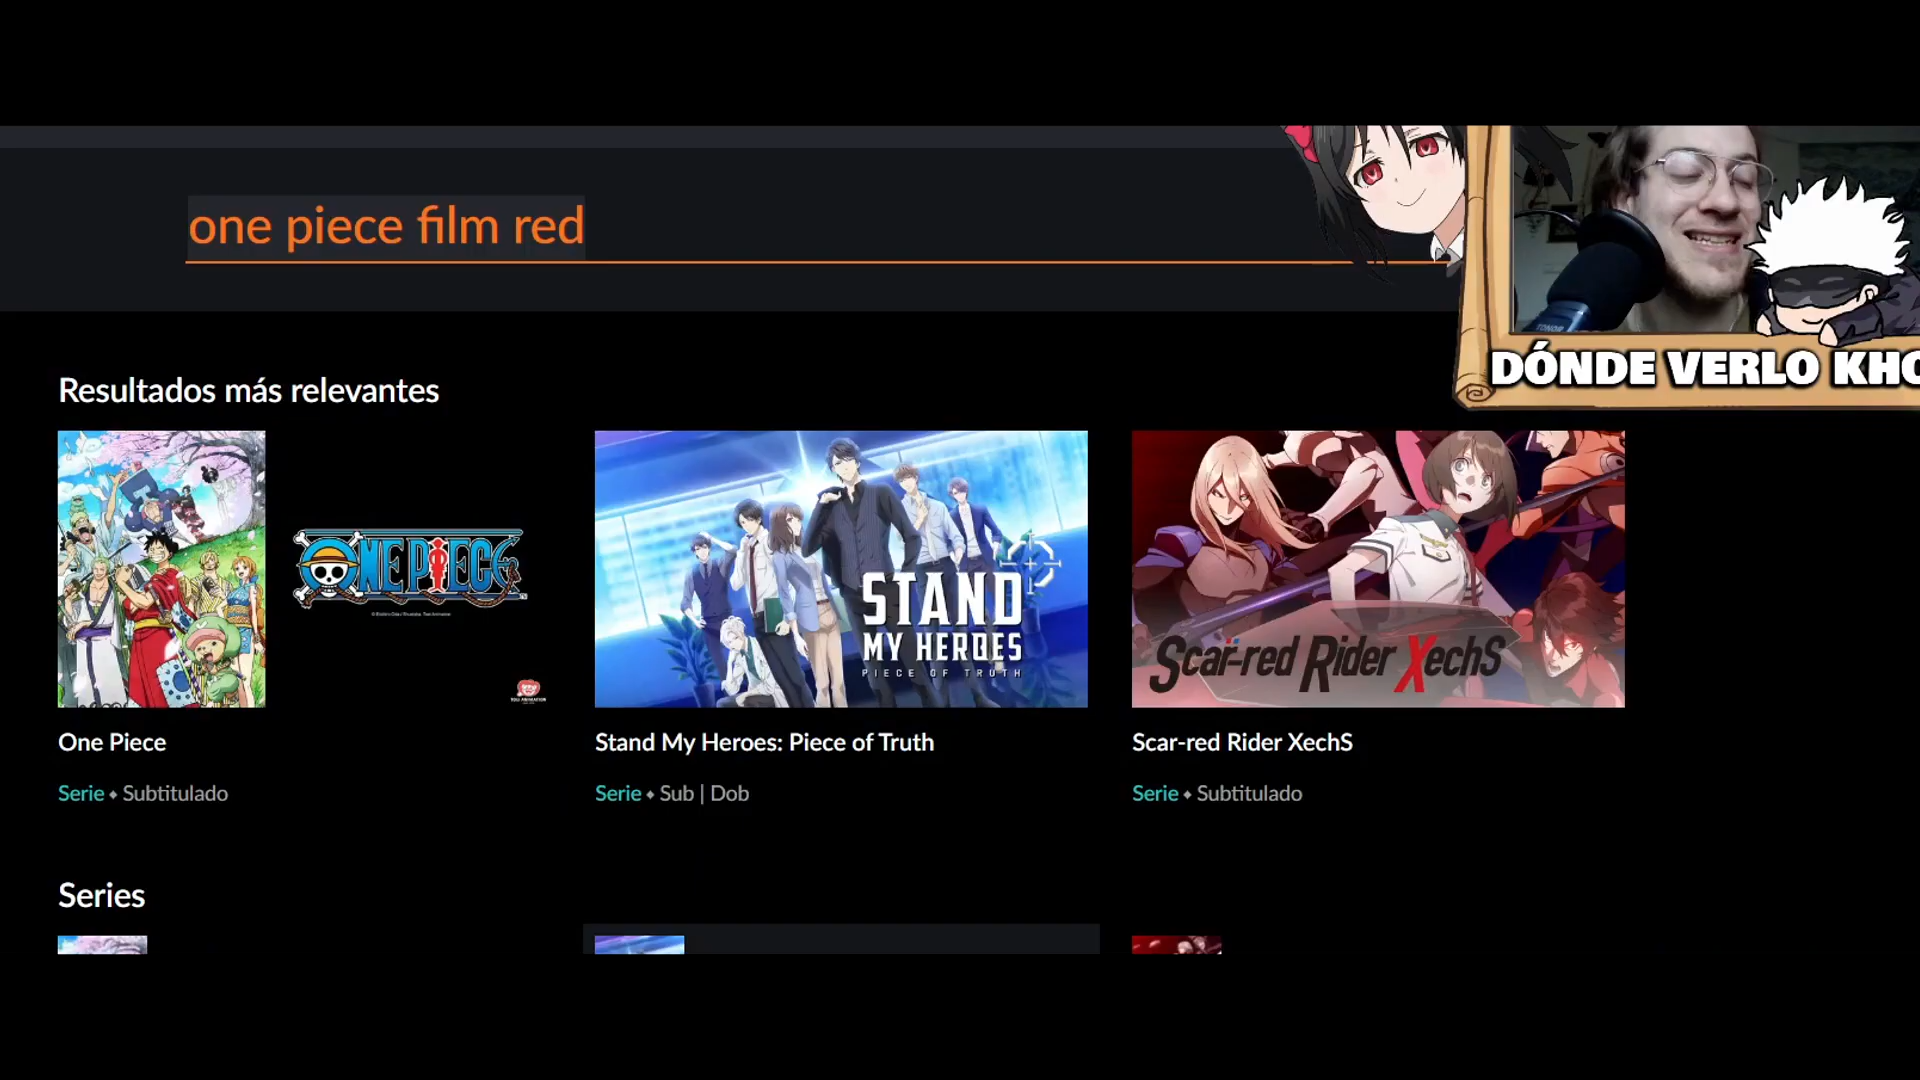 one piece film red
DÓNDE VERLO KHO
Resultados más relevantes
ONE PIECE
STAND
MY HEROES
PIECE OF TRUTH
Scar-red Rider XechS
TONOR
One Piece
Stand My Heroes: Piece of Truth
Scar-red Rider XechS
Serie ◆ Subtitulado
Serie ◆ Sub | Dob
Serie ◆ Subtitulado
Series